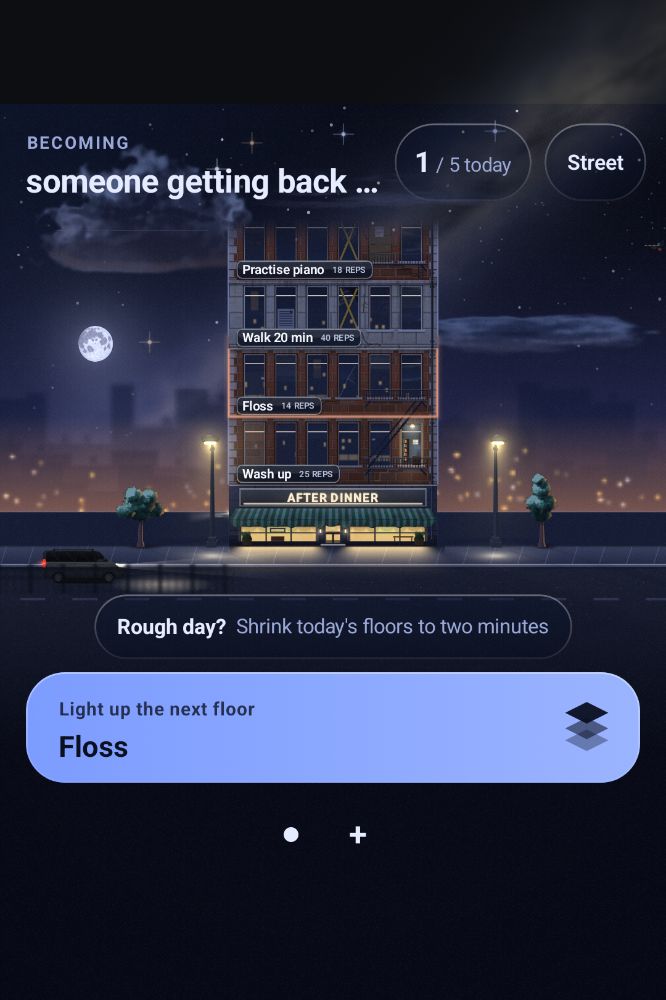 BECOMING
someone getting back ...
1 / 5 today
Street
Practise piano 18 REPS
Walk 20 min 40 REPS
Floss 14 REPS
Wash up 25 REPS
AFTER DINNER
Rough day? Shrink today's floors to two minutes
Light up the next floor
Floss